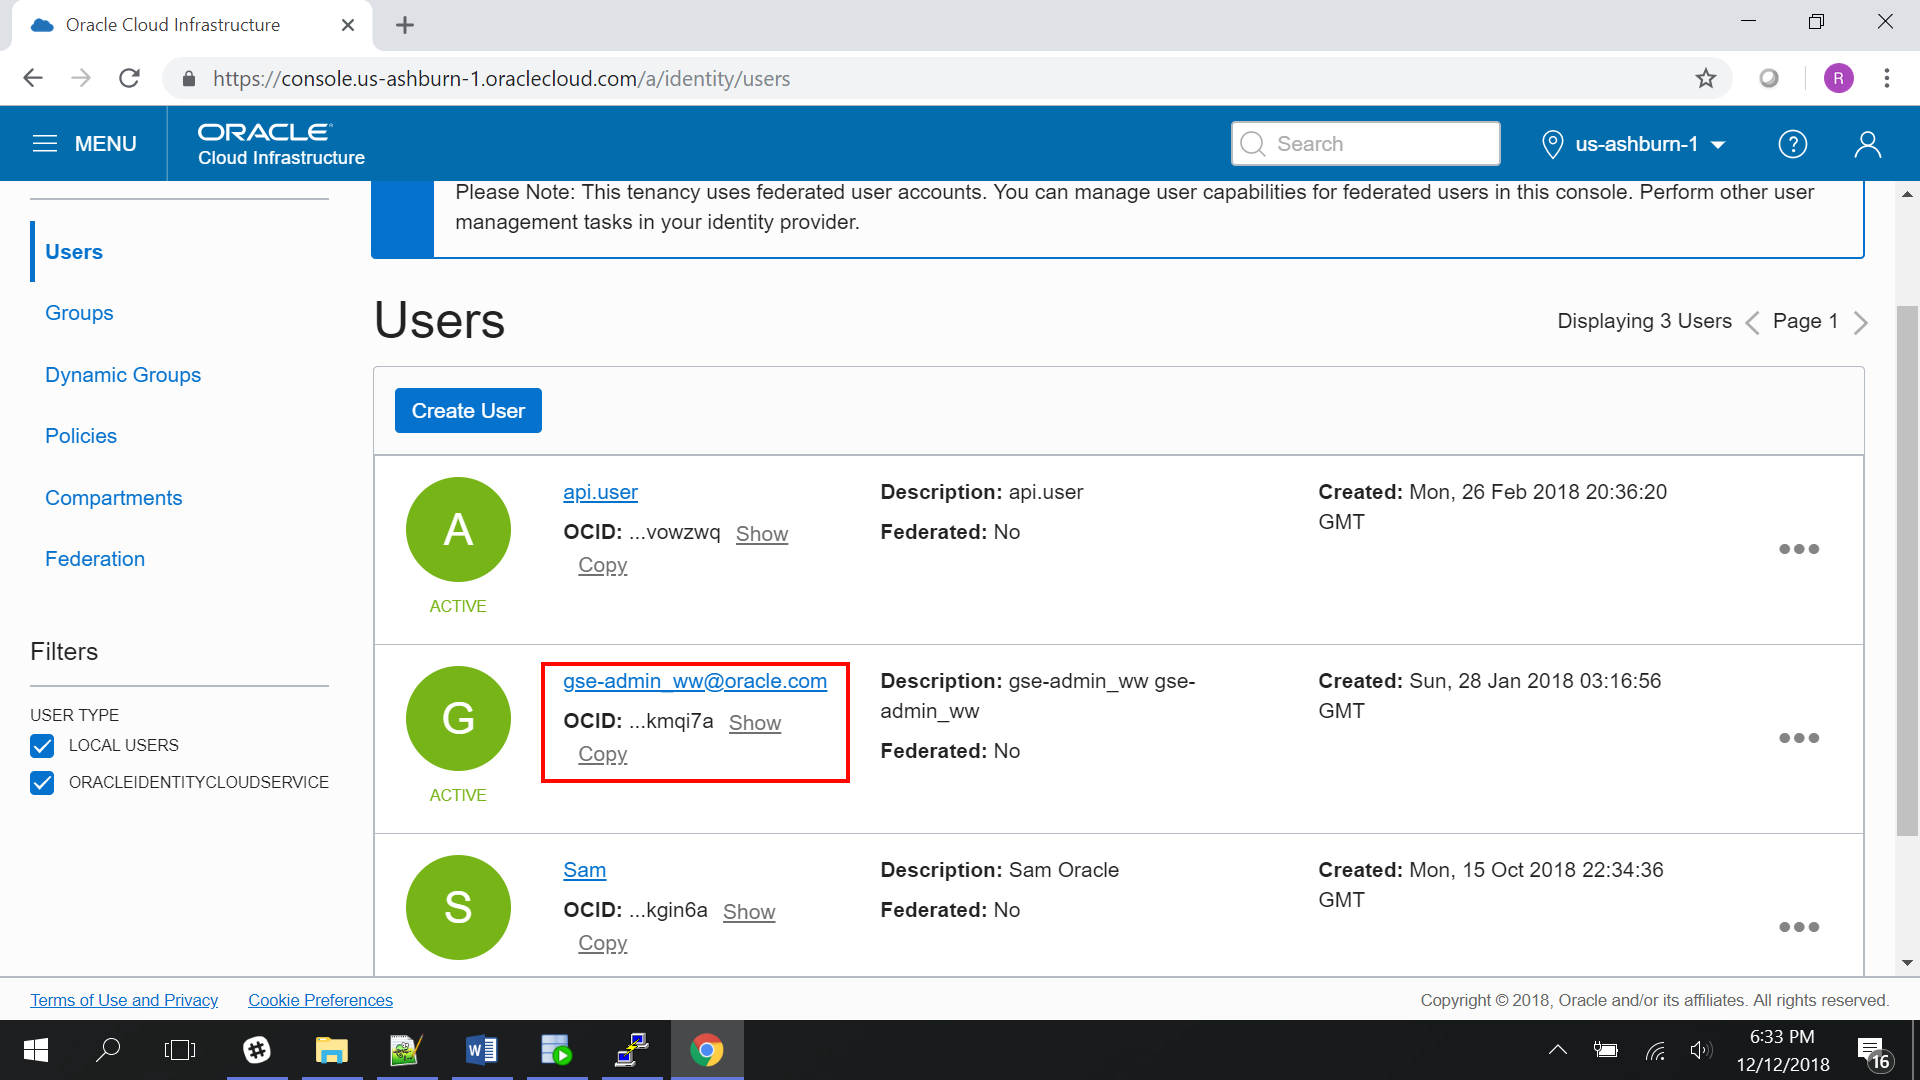 Oracle Cloud Infrastructure
https://console.us-ashburn-1.oraclecloud.com/a/identity/users
R
MENU
ORACLE
Cloud Infrastructure
Search
us-ashburn-1
?
Please Note: This tenancy uses federated user accounts. You can manage user capabilities for federated users in this console. Perform other user
management tasks in your identity provider.
Users
Groups
Dynamic Groups
Policies
Compartments
Federation
Filters
USER TYPE
LOCAL USERS
ORACLEIDENTITYCLOUDSERVICE
Users
Displaying 3 Users
Page 1
Create User
A
ACTIVE
api.user
OCID: ...vowzwq Show
Copy
Description: api.user
Federated: No
Created: Mon, 26 Feb 2018 20:36:20
GMT
G
ACTIVE
gse-admin_ww@oracle.com
OCID: ...kmqi7a Show
Copy
Description: gse-admin_ww gse-
admin_ww
Federated: No
Created: Sun, 28 Jan 2018 03:16:56
GMT
S
Sam
OCID: ...kgin6a Show
Copy
Description: Sam Oracle
Federated: No
Created: Mon, 15 Oct 2018 22:34:36
GMT
Terms of Use and Privacy
Cookie Preferences
Copyright © 2018, Oracle and/or its affiliates. All rights reserved.
6:33 PM
12/12/2018
16